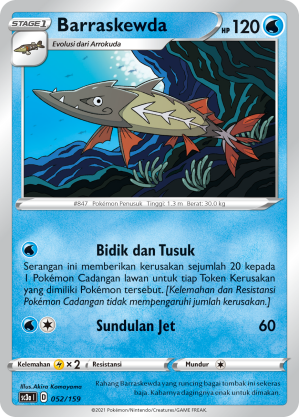 STAGE 1 Barraskewda HP 120
Evolusi dari Arrokuda
#847 Pokémon Penusuk Tinggi: 1.3 m Berat: 30.0 kg
Bidik dan Tusuk
Serangan ini memberikan kerusakan sejumlah 20 kepada
1 Pokémon Cadangan lawan untuk tiap Token Kerusakan
yang dimiliki Pokémon tersebut. [Kelemahan dan Resistansi
Pokémon Cadangan tidak mempengaruhi jumlah kerusakan.]
Sundulan Jet 60
Kelemahan ×2 Resistansi Mundur
Illus. Akira Komayama
sc3a I D 052/159
Rahang bawahnya yang runcing bagai tombak ini sekeras
baja. Kabarnya dagingnya enak untuk dimakan.
©2021 Pokémon/Nintendo/Creatures/GAME FREAK.